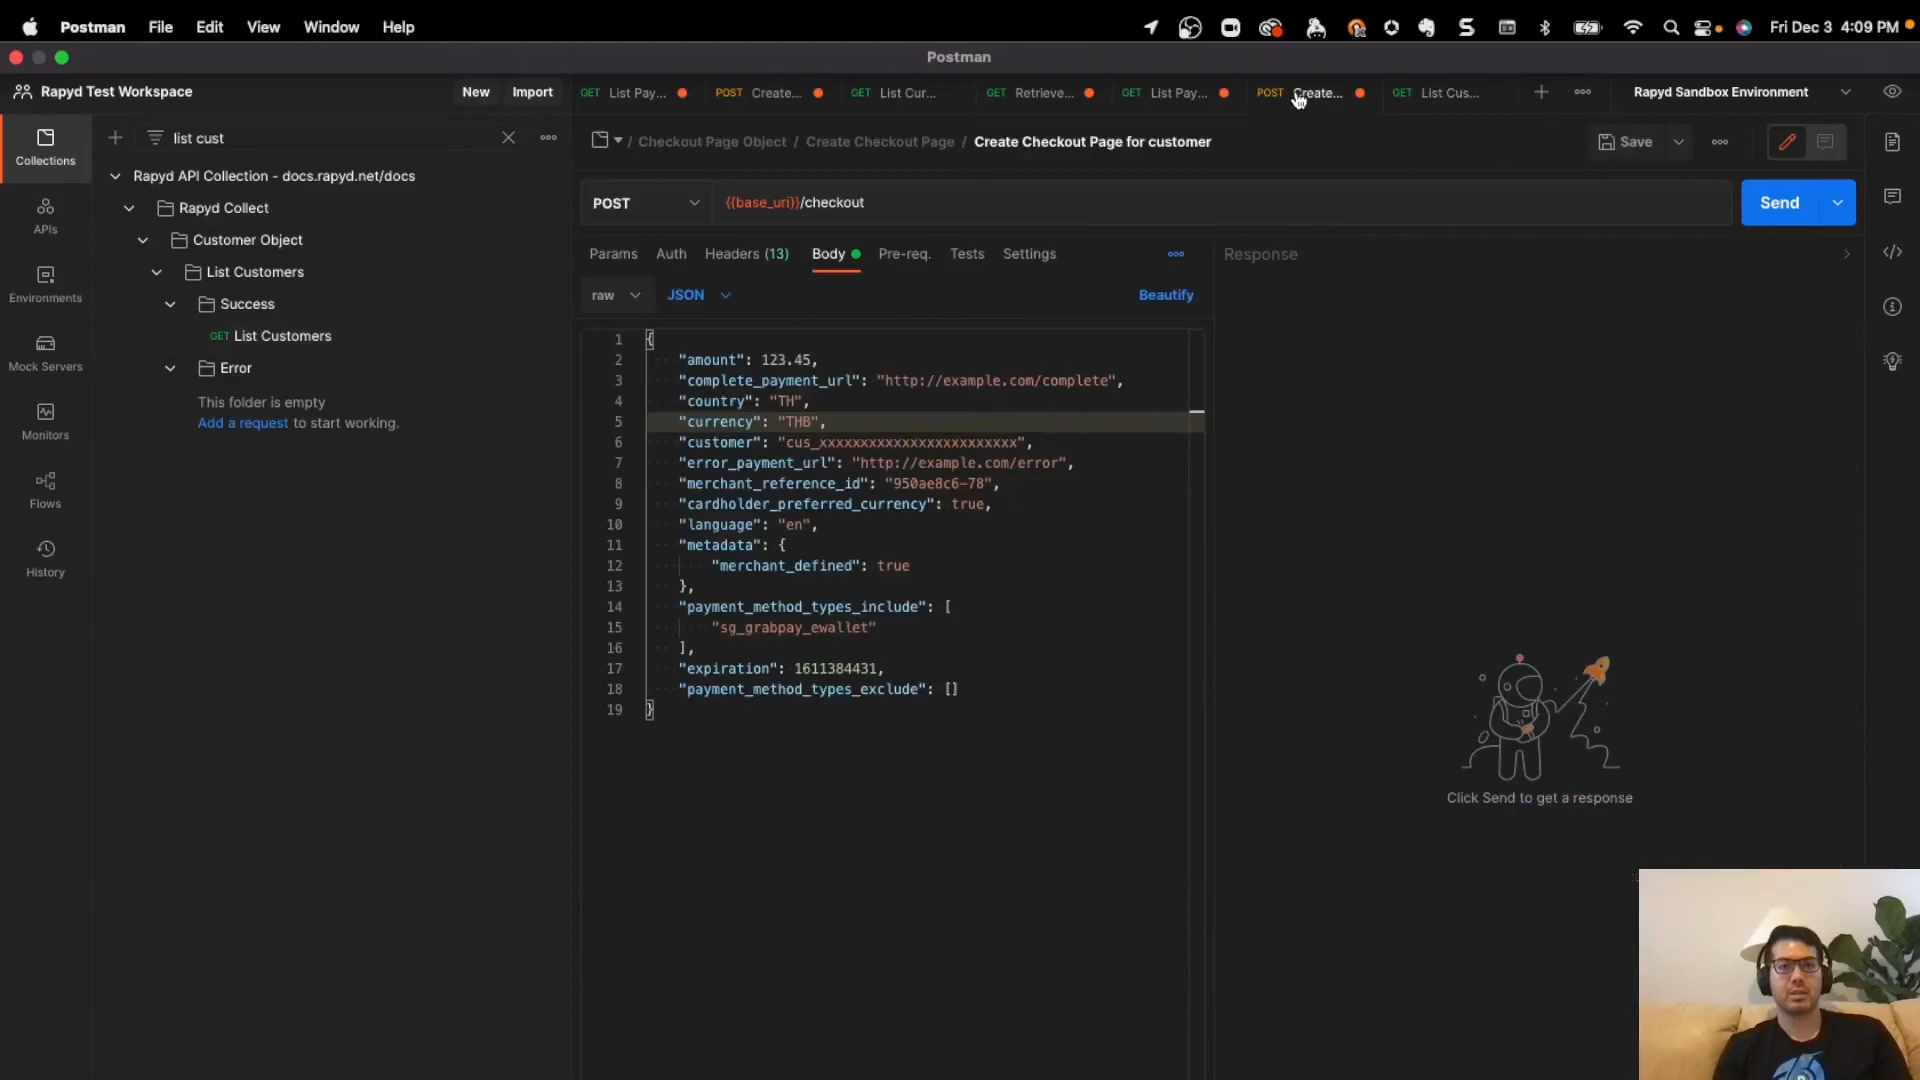 Postman File Edit View Window Help
Fri Dec 3 4:09 PM
Postman
Rapyd Test Workspace
New Import
GET List Pay...
POST Create...
GET List Cur...
GET Retrieve...
GET List Pay...
POST Create...
GET List Cus...
Rapyd Sandbox Environment
Collections
APIs
Environments
Mock Servers
Monitors
Flows
History
list cust
Rapyd API Collection - docs.rapyd.net/docs
Rapyd Collect
Customer Object
List Customers
Success
GET List Customers
Error
This folder is empty
Add a request to start working.
/ Checkout Page Object / Create Checkout Page / Create Checkout Page for customer
Save
POST {{base_uri}}/checkout
Send
Params Auth Headers (13) Body Pre-req. Tests Settings
Response
raw JSON Beautify
1 {
2 "amount": 123.45,
3 "complete_payment_url": "http://example.com/complete",
4 "country": "TH",
5 "currency": "THB",
6 "customer": "cus_xxxxxxxxxxxxxxxxxxxxxxxx",
7 "error_payment_url": "http://example.com/error",
8 "merchant_reference_id": "950ae8c6-78",
9 "cardholder_preferred_currency": true,
10 "language": "en",
11 "metadata": {
12 "merchant_defined": true
13 },
14 "payment_method_types_include": [
15 "sg_grabpay_ewallet"
16 ],
17 "expiration": 1611384431,
18 "payment_method_types_exclude": []
19 }
Click Send to get a response